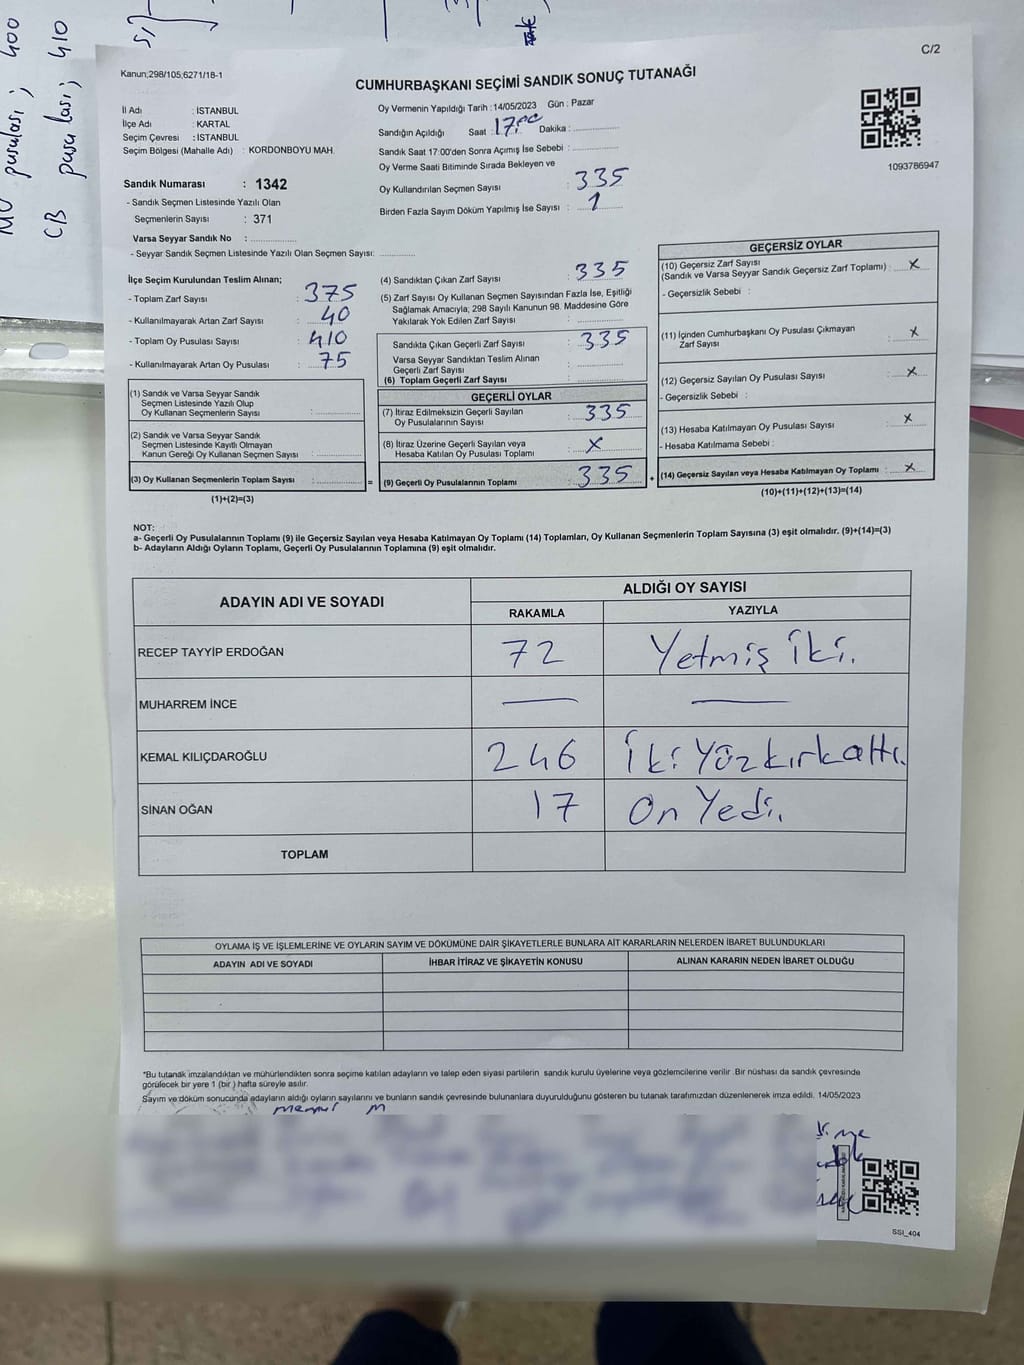 MV pusulası; 400
CB pusulası; 410
C/2
Kanun;298/105;6271/18-1
CUMHURBAŞKANI SEÇİMİ SANDIK SONUÇ TUTANAĞI
İl Adı : İSTANBUL
İlçe Adı : KARTAL
Seçim Çevresi : İSTANBUL
Seçim Bölgesi (Mahalle Adı) : KORDONBOYU MAH.
Sandık Numarası : 1342
- Sandık Seçmen Listesinde Yazılı Olan
Seçmenlerin Sayısı : 371
Varsa Seyyar Sandık No :
- Seyyar Sandık Seçmen Listesinde Yazılı Olan Seçmen Sayısı:
Oy Vermenin Yapıldığı Tarih :14/05/2023 Gün : Pazar
Sandığın Açıldığı Saat : 17,00 Dakika :
Sandık Saat 17:00'den Sonra Açımış İse Sebebi :
Oy Verme Saati Bitiminde Sırada Bekleyen ve
Oy Kullandırılan Seçmen Sayısı : 335
Birden Fazla Sayım Döküm Yapılmış İse Sayısı : 1
1093786947
İlçe Seçim Kurulundan Teslim Alınan;
- Toplam Zarf Sayısı : 375
- Kullanılmayarak Artan Zarf Sayısı : 40
- Toplam Oy Pusulası Sayısı : 410
- Kullanılmayarak Artan Oy Pusulası : 75
(1) Sandık ve Varsa Seyyar Sandık
Seçmen Listesinde Yazılı Olup
Oy Kullanan Seçmenlerin Sayısı :
(2) Sandık ve Varsa Seyyar Sandık
Seçmen Listesinde Kayıtlı Olmayan
Kanun Gereği Oy Kullanan Seçmen Sayısı :
(3) Oy Kullanan Seçmenlerin Toplam Sayısı :
(1)+(2)=(3)
(4) Sandıktan Çıkan Zarf Sayısı : 335
(5) Zarf Sayısı Oy Kullanan Seçmen Sayısından Fazla İse, Eşitliği
Sağlamak Amacıyla, 298 Sayılı Kanunun 98. Maddesine Göre
Yakılarak Yok Edilen Zarf Sayısı :
Sandıkta Çıkan Geçerli Zarf Sayısı : 335
Varsa Seyyar Sandıktan Teslim Alınan
Geçerli Zarf Sayısı :
(6) Toplam Geçerli Zarf Sayısı :
GEÇERLİ OYLAR
(7) İtiraz Edilmeksizin Geçerli Sayılan
Oy Pusulalarının Sayısı : 335
(8) İtiraz Üzerine Geçerli Sayılan veya
Hesaba Katılan Oy Pusulası Toplamı : X
= (9) Geçerli Oy Pusulalarının Toplamı : 335
GEÇERSİZ OYLAR
(10) Geçersiz Zarf Sayısı
(Sandık ve Varsa Seyyar Sandık Geçersiz Zarf Toplamı) : X
- Geçersizlik Sebebi :
(11) İçinden Cumhurbaşkanı Oy Pusulası Çıkmayan
Zarf Sayısı : X
(12) Geçersiz Sayılan Oy Pusulası Sayısı : X
- Geçersizlik Sebebi :
(13) Hesaba Katılmayan Oy Pusulası Sayısı : X
- Hesaba Katılmama Sebebi :
+ (14) Geçersiz Sayılan veya Hesaba Katılmayan Oy Toplamı : X
(10)+(11)+(12)+(13)=(14)
NOT:
a- Geçerli Oy Pusulalarının Toplamı (9) ile Geçersiz Sayılan veya Hesaba Katılmayan Oy Toplamı (14) Toplamları, Oy Kullanan Seçmenlerin Toplam Sayısına (3) eşit olmalıdır. (9)+(14)=(3)
b- Adayların Aldığı Oyların Toplamı, Geçerli Oy Pusulalarının Toplamına (9) eşit olmalıdır.
ADAYIN ADI VE SOYADI
ALDIĞI OY SAYISI
RAKAMLA YAZIYLA
RECEP TAYYİP ERDOĞAN 72 Yetmiş iki.
MUHARREM İNCE — —
KEMAL KILIÇDAROĞLU 246 İki Yüz kırk altı.
SİNAN OĞAN 17 On Yedi.
TOPLAM
OYLAMA İŞ VE İŞLEMLERİNE VE OYLARIN SAYIM VE DÖKÜMÜNE DAİR ŞİKAYETLERLE BUNLARA AİT KARARLARIN NELERDEN İBARET BULUNDUKLARI
ADAYIN ADI VE SOYADI İHBAR İTİRAZ VE ŞİKAYETİN KONUSU ALINAN KARARIN NEDEN İBARET OLDUĞU
*Bu tutanak imzalandıktan ve mühürlendikten sonra seçime katılan adayların ve talep eden siyasi partilerin sandık kurulu üyelerine veya gözlemcilerine verilir .Bir nüshası da sandık çevresinde
görülecek bir yere 1 (bir ) hafta süreyle asılır.
Sayım ve döküm sonucunda adayların aldığı oyların sayılarını ve bunların sandık çevresinde bulunanlara duyurulduğunu gösteren bu tutanak tarafımızdan düzenlenerek imza edildi. 14/05/2023
SSI_404